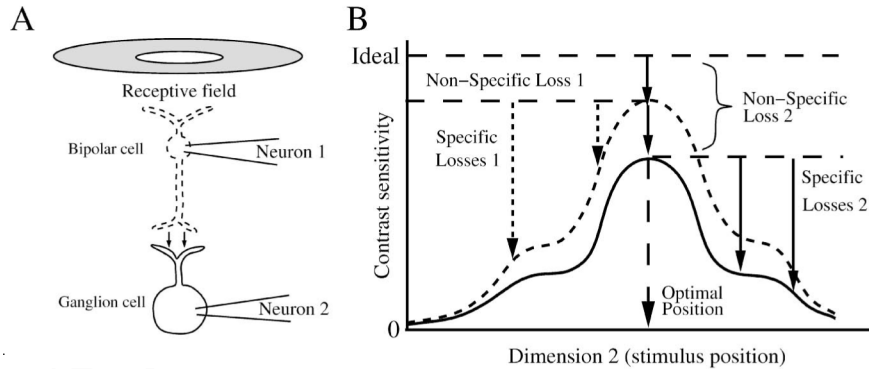 A
Receptive field
Bipolar cell
Neuron 1
Ganglion cell
Neuron 2
B
Ideal
Non-Specific Loss 1
Non-Specific
Loss 2
Specific
Losses 1
Specific
Losses 2
Contrast sensitivity
Optimal
Position
0
Dimension 2 (stimulus position)